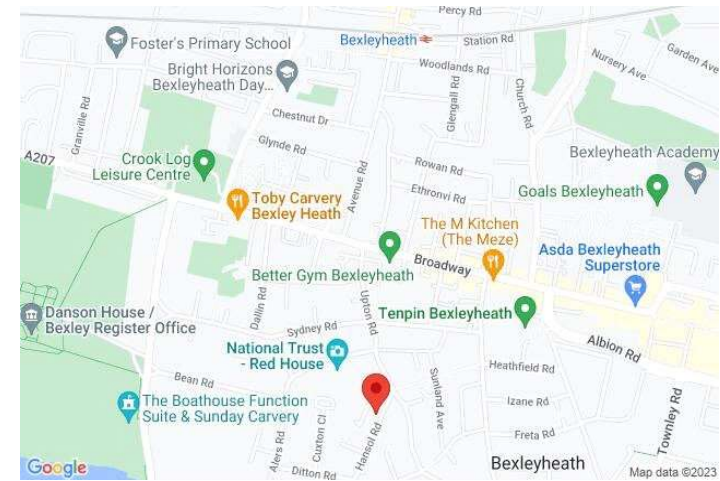 Percy Rd
Foster's Primary School
Bexleyheath
Station Rd
Garden Ave
Nursery Ave
Bright Horizons
Bexleyheath Day...
Woodlands Rd
Granville Rd
Chestnut Dr
Glengall Rd
Church Rd
Glynde Rd
A207
Crook Log
Leisure Centre
Avenue Rd
Rowan Rd
Bexleyheath Academy
Ethronvi Rd
Goals Bexleyheath
Toby Carvery
Bexley Heath
The M Kitchen
(The Meze)
Asda Bexleyheath
Superstore
Broadway
Better Gym Bexleyheath
Danson House /
Bexley Register Office
Dallin Rd
Upton Rd
Tenpin Bexleyheath
Sydney Rd
Albion Rd
National Trust
- Red House
Heathfield Rd
Bean Rd
Sunland Ave
The Boathouse Function
Suite & Sunday Carvery
Izane Rd
Townley Rd
Alers Rd
Cuxton Cl
Hansol Rd
Freta Rd
Bexleyheath
Ditton Rd
Google
Map data ©2023